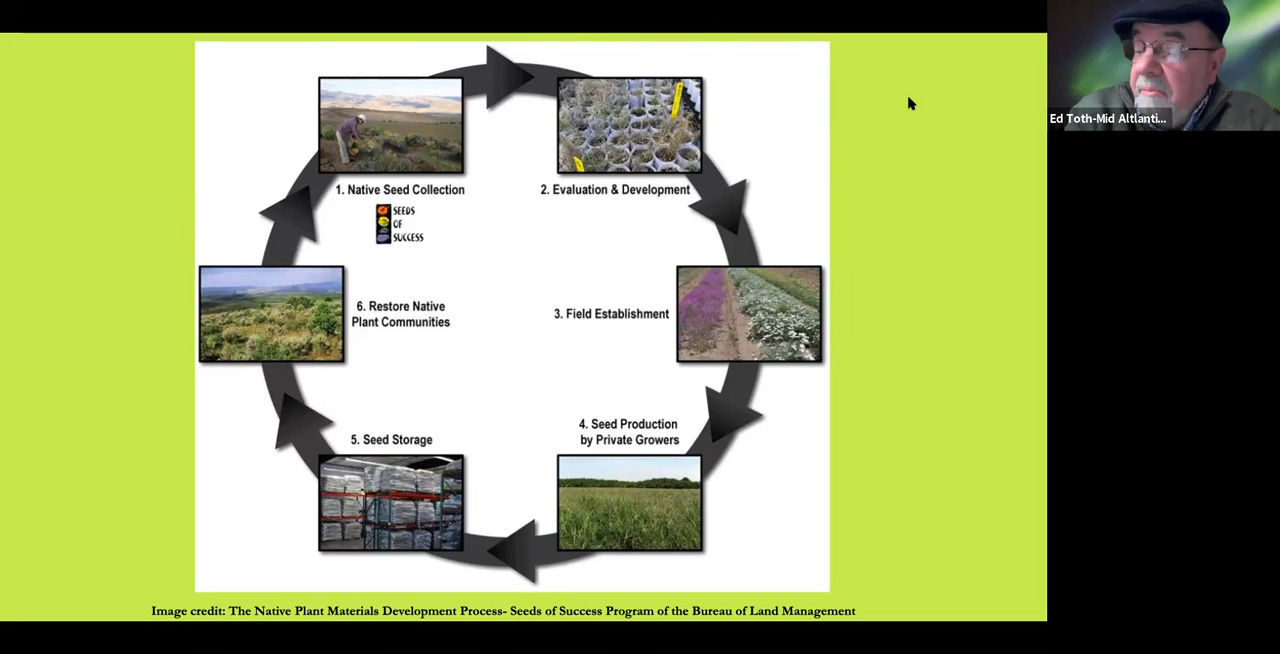 Ed Toth-Mid Altlanti...
1. Native Seed Collection
2. Evaluation & Development
SEEDS
OF
SUCCESS
6. Restore Native
Plant Communities
3. Field Establishment
4. Seed Production
by Private Growers
5. Seed Storage
Image credit: The Native Plant Materials Development Process- Seeds of Success Program of the Bureau of Land Management